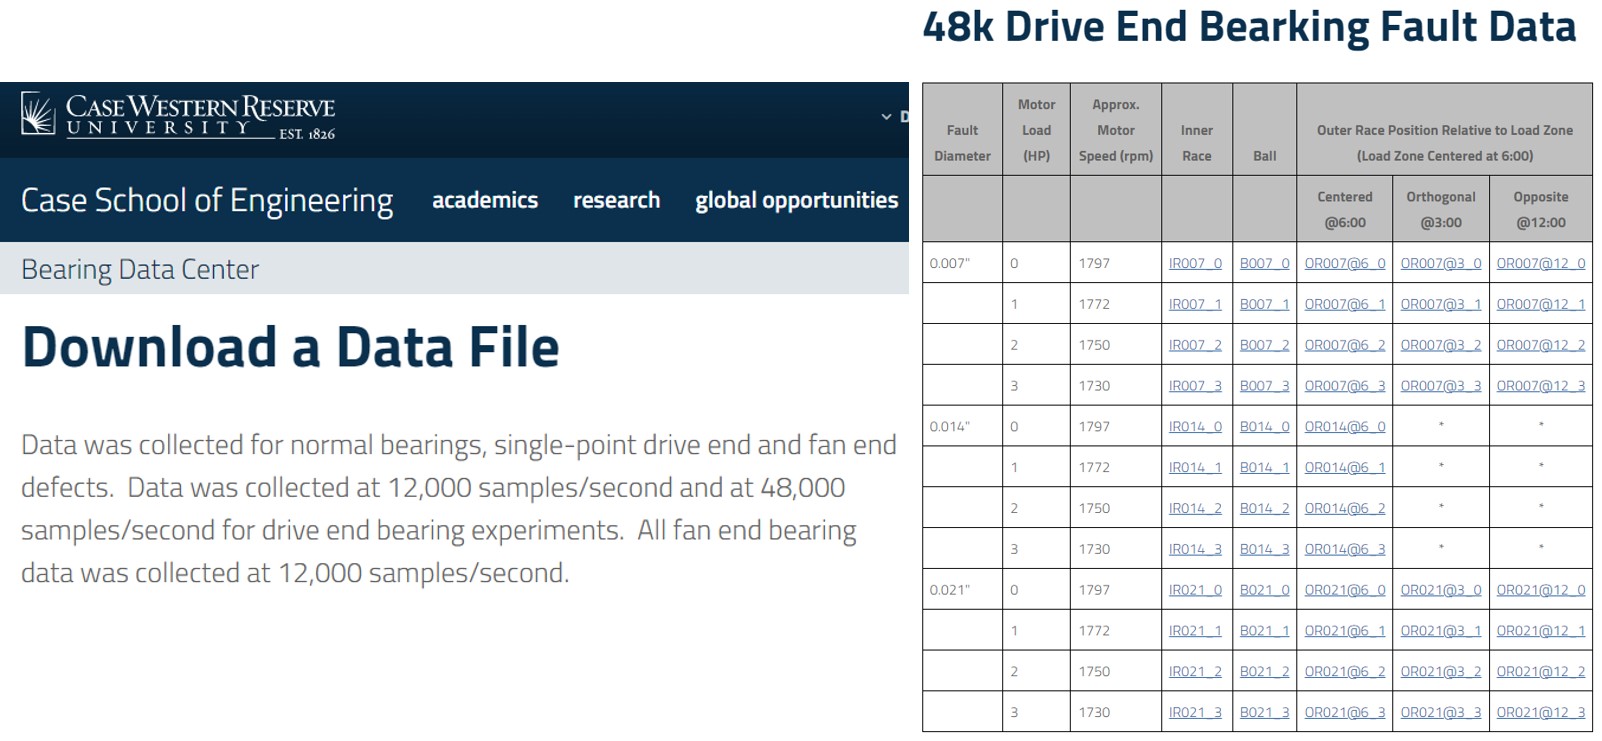 CASE WESTERN RESERVE
UNIVERSITY EST. 1826
D
Case School of Engineering academics research global opportunities
Bearing Data Center
Download a Data File
Data was collected for normal bearings, single-point drive end and fan end
defects. Data was collected at 12,000 samples/second and at 48,000
samples/second for drive end bearing experiments. All fan end bearing
data was collected at 12,000 samples/second.
48k Drive End Bearking Fault Data
Fault Diameter Motor Load (HP) Approx. Motor Speed (rpm) Inner Race Ball Outer Race Position Relative to Load Zone (Load Zone Centered at 6:00)
Centered @6:00 Orthogonal @3:00 Opposite @12:00
0.007" 0 1797 IR007_0 B007_0 OR007@6_0 OR007@3_0 OR007@12_0
1 1772 IR007_1 B007_1 OR007@6_1 OR007@3_1 OR007@12_1
2 1750 IR007_2 B007_2 OR007@6_2 OR007@3_2 OR007@12_2
3 1730 IR007_3 B007_3 OR007@6_3 OR007@3_3 OR007@12_3
0.014" 0 1797 IR014_0 B014_0 OR014@6_0 * *
1 1772 IR014_1 B014_1 OR014@6_1 * *
2 1750 IR014_2 B014_2 OR014@6_2 * *
3 1730 IR014_3 B014_3 OR014@6_3 * *
0.021" 0 1797 IR021_0 B021_0 OR021@6_0 OR021@3_0 OR021@12_0
1 1772 IR021_1 B021_1 OR021@6_1 OR021@3_1 OR021@12_1
2 1750 IR021_2 B021_2 OR021@6_2 OR021@3_2 OR021@12_2
3 1730 IR021_3 B021_3 OR021@6_3 OR021@3_3 OR021@12_3